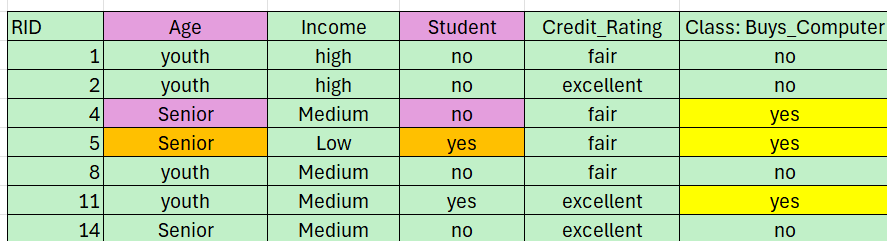 RID Age Income Student Credit_Rating Class: Buys_Computer
1 youth high no fair no
2 youth high no excellent no
4 Senior Medium no fair yes
5 Senior Low yes fair yes
8 youth Medium no fair no
11 youth Medium yes excellent yes
14 Senior Medium no excellent no